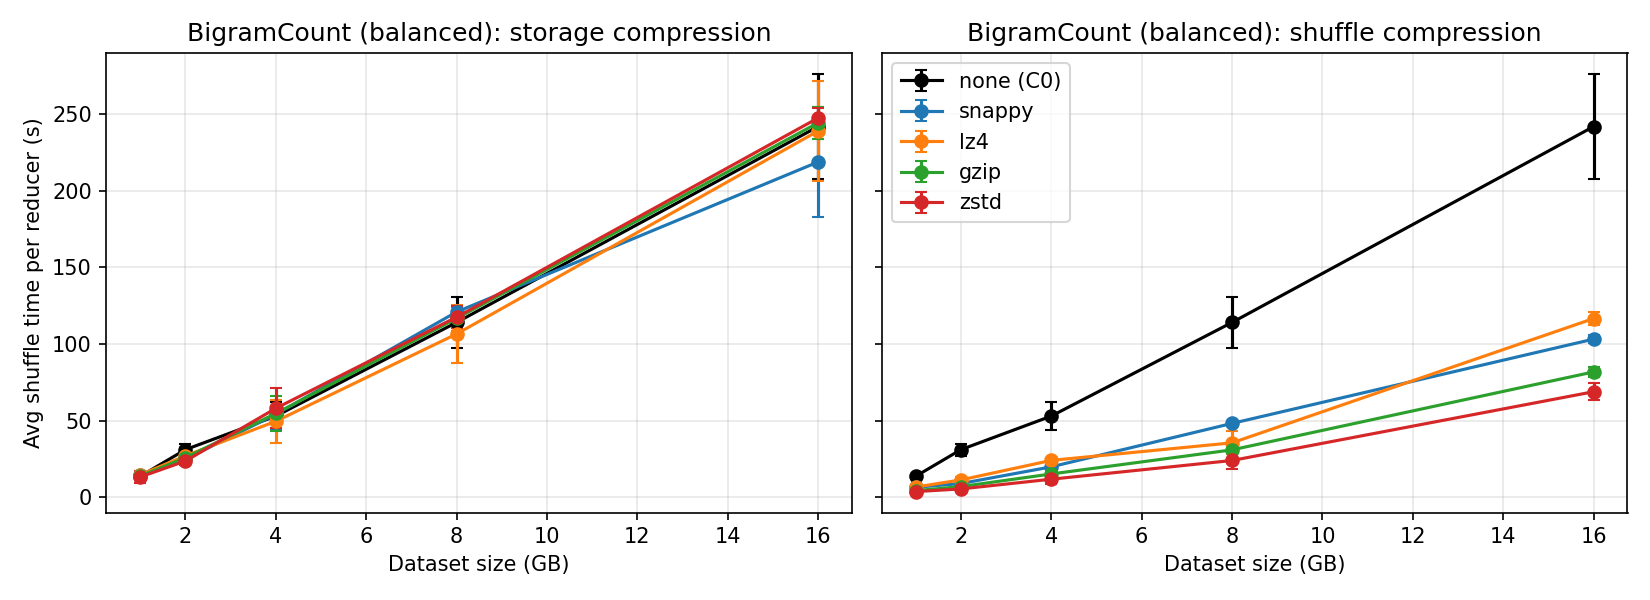 BigramCount (balanced): storage compression
BigramCount (balanced): shuffle compression
Avg shuffle time per reducer (s)
250
200
150
100
50
0
2 4 6 8 10 12 14 16
Dataset size (GB)
none (C0)
snappy
lz4
gzip
zstd
2 4 6 8 10 12 14 16
Dataset size (GB)